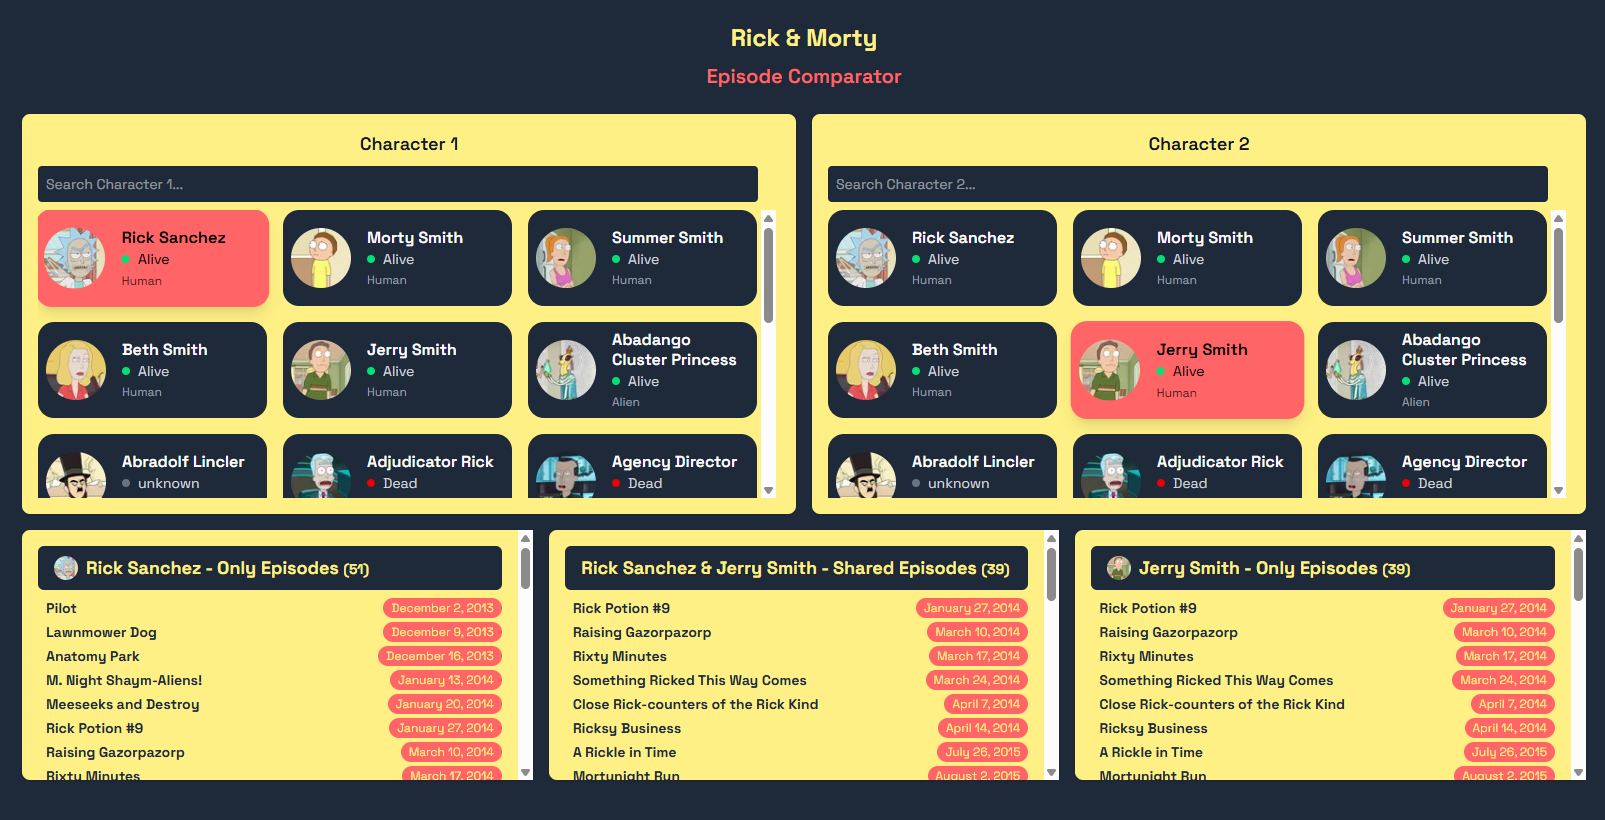 Rick & Morty
Episode Comparator
Character 1
Search Character 1...
Rick Sanchez
Alive
Human
Morty Smith
Alive
Human
Summer Smith
Alive
Human
Beth Smith
Alive
Human
Jerry Smith
Alive
Human
Abadango
Cluster Princess
Alive
Alien
Abradolf Lincler
unknown
Adjudicator Rick
Dead
Agency Director
Dead
Character 2
Search Character 2...
Rick Sanchez
Alive
Human
Morty Smith
Alive
Human
Summer Smith
Alive
Human
Beth Smith
Alive
Human
Jerry Smith
Alive
Human
Abadango
Cluster Princess
Alive
Alien
Abradolf Lincler
unknown
Adjudicator Rick
Dead
Agency Director
Dead
Rick Sanchez - Only Episodes (51)
Pilot December 2, 2013
Lawnmower Dog December 9, 2013
Anatomy Park December 16, 2013
M. Night Shaym-Aliens! January 13, 2014
Meeseeks and Destroy January 20, 2014
Rick Potion #9 January 27, 2014
Raising Gazorpazorp March 10, 2014
Rixty Minutes March 17, 2014
Rick Sanchez & Jerry Smith - Shared Episodes (39)
Rick Potion #9 January 27, 2014
Raising Gazorpazorp March 10, 2014
Rixty Minutes March 17, 2014
Something Ricked This Way Comes March 24, 2014
Close Rick-counters of the Rick Kind April 7, 2014
Ricksy Business April 14, 2014
A Rickle in Time July 26, 2015
Mortynight Run August 2, 2015
Jerry Smith - Only Episodes (39)
Rick Potion #9 January 27, 2014
Raising Gazorpazorp March 10, 2014
Rixty Minutes March 17, 2014
Something Ricked This Way Comes March 24, 2014
Close Rick-counters of the Rick Kind April 7, 2014
Ricksy Business April 14, 2014
A Rickle in Time July 26, 2015
Mortynight Run August 2, 2015